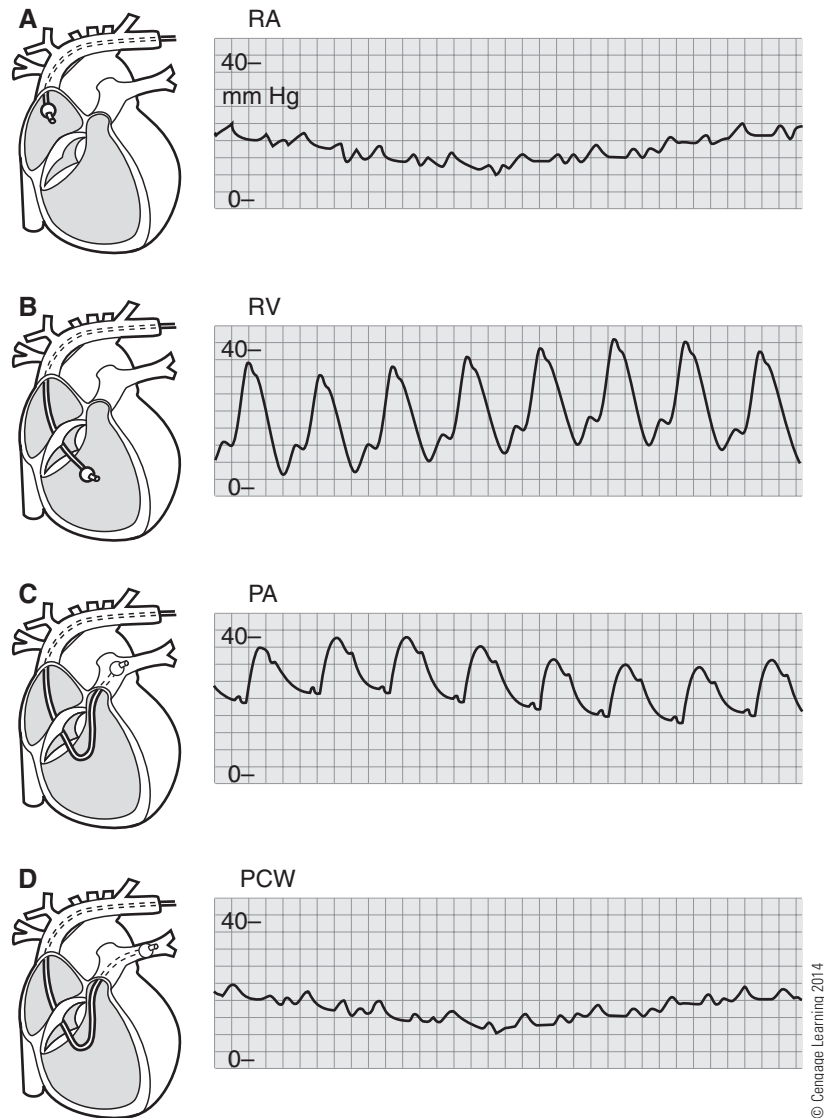 A
RA
40–
mm Hg
0–
B
RV
40–
0–
C
PA
40–
0–
D
PCW
40–
0–
© Cengage Learning 2014